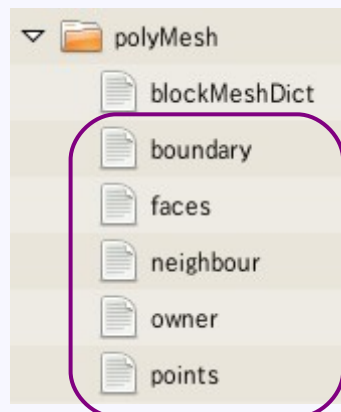 polyMesh
blockMeshDict
boundary
faces
neighbour
owner
points